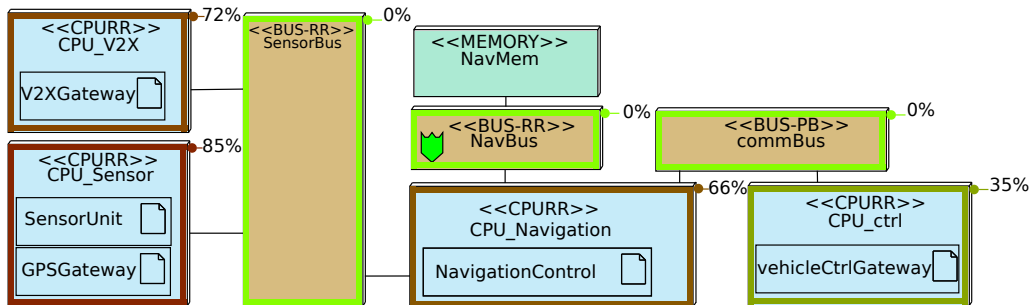 <<CPURR>>
CPU_V2X
72%
V2XGateway
<<CPURR>>
CPU_Sensor
85%
SensorUnit
GPSGateway
<<BUS-RR>>
SensorBus
0%
<<MEMORY>>
NavMem
<<BUS-RR>>
NavBus
0%
<<BUS-PB>>
commBus
0%
<<CPURR>>
CPU_Navigation
66%
NavigationControl
<<CPURR>>
CPU_ctrl
35%
vehicleCtrlGateway